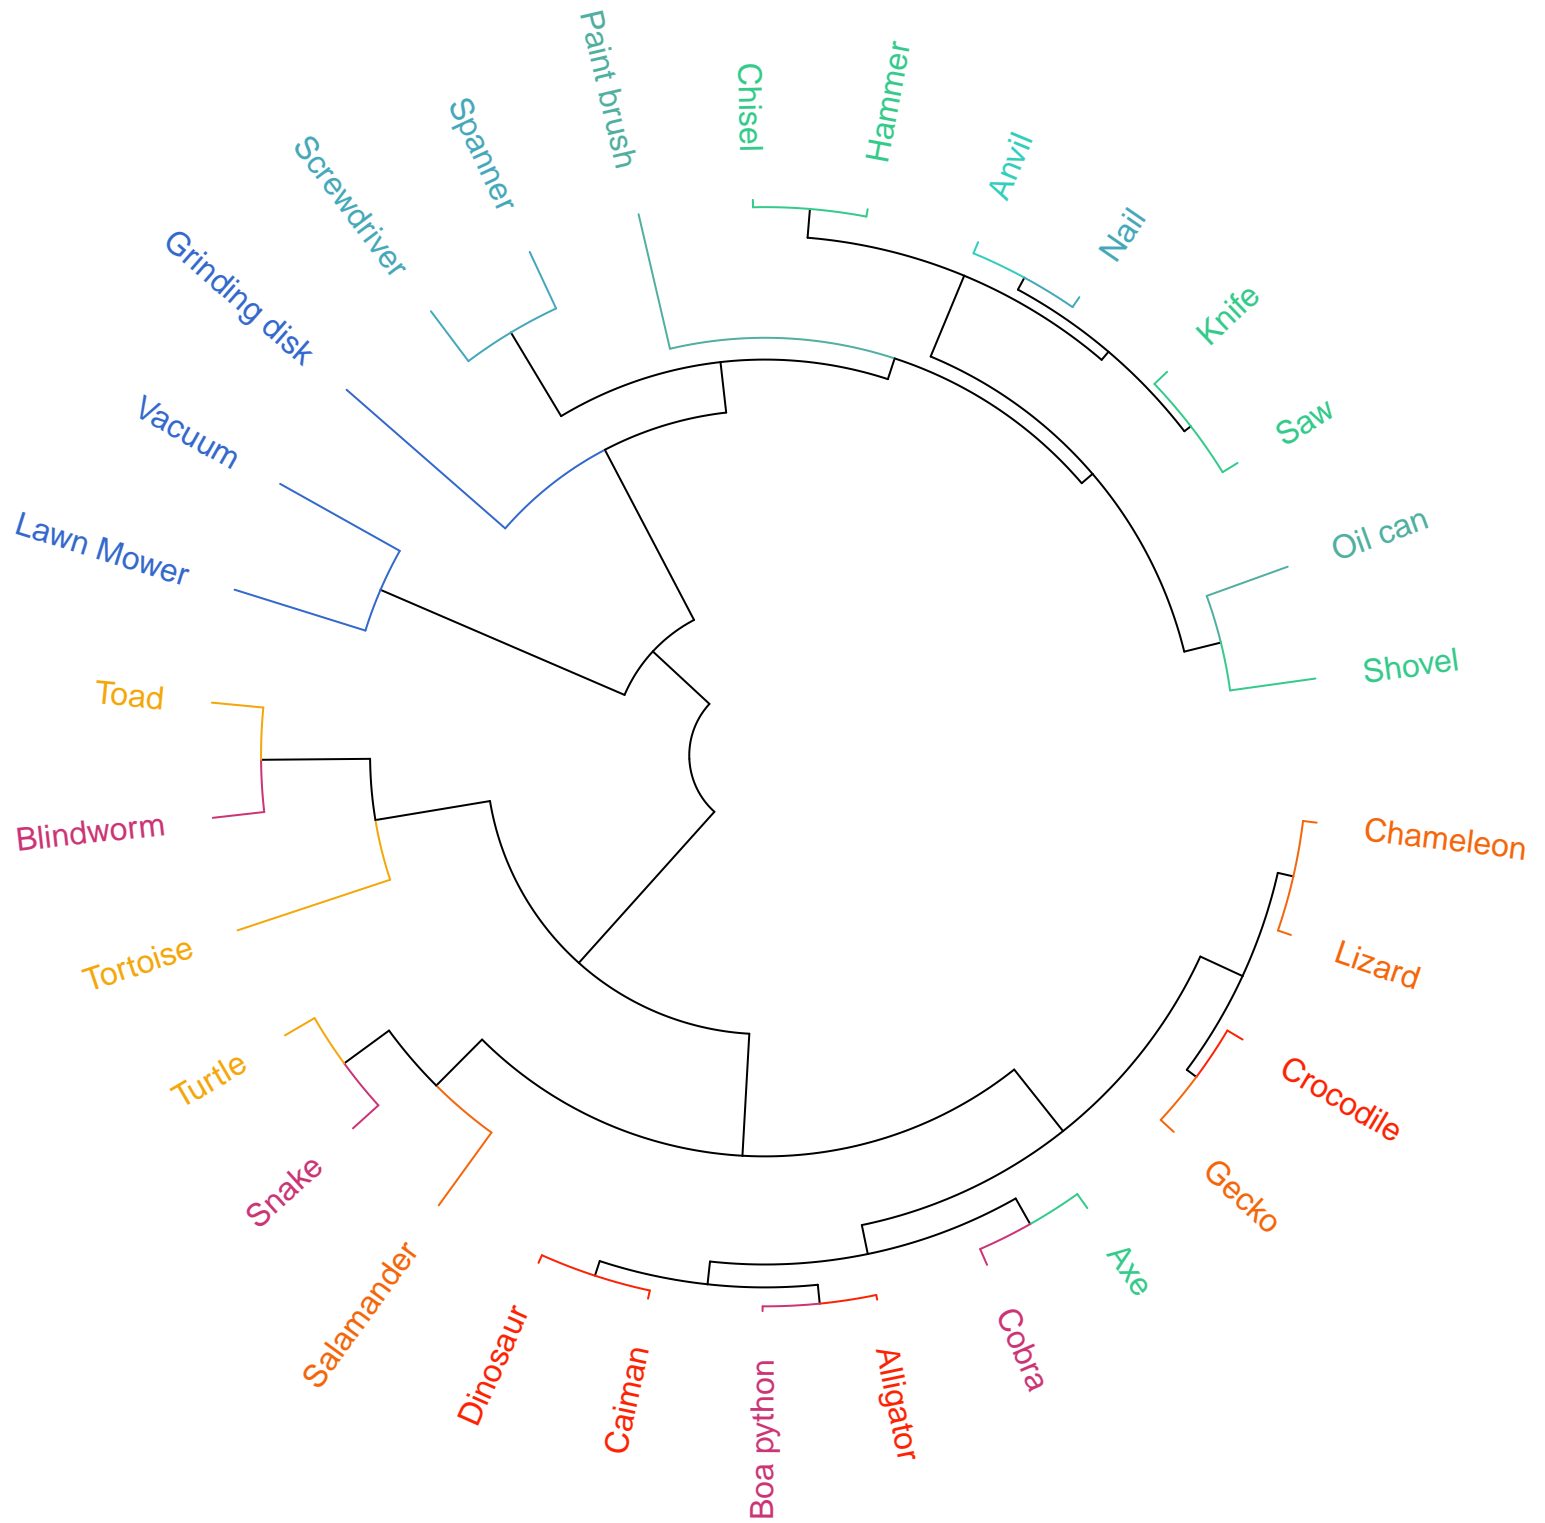 Paint brush
Chisel
Hammer
Anvil
Nail
Knife
Saw
Oil can
Shovel
Chameleon
Lizard
Crocodile
Gecko
Axe
Cobra
Alligator
Boa python
Caiman
Dinosaur
Salamander
Snake
Turtle
Tortoise
Blindworm
Toad
Lawn Mower
Vacuum
Grinding disk
Screwdriver
Spanner